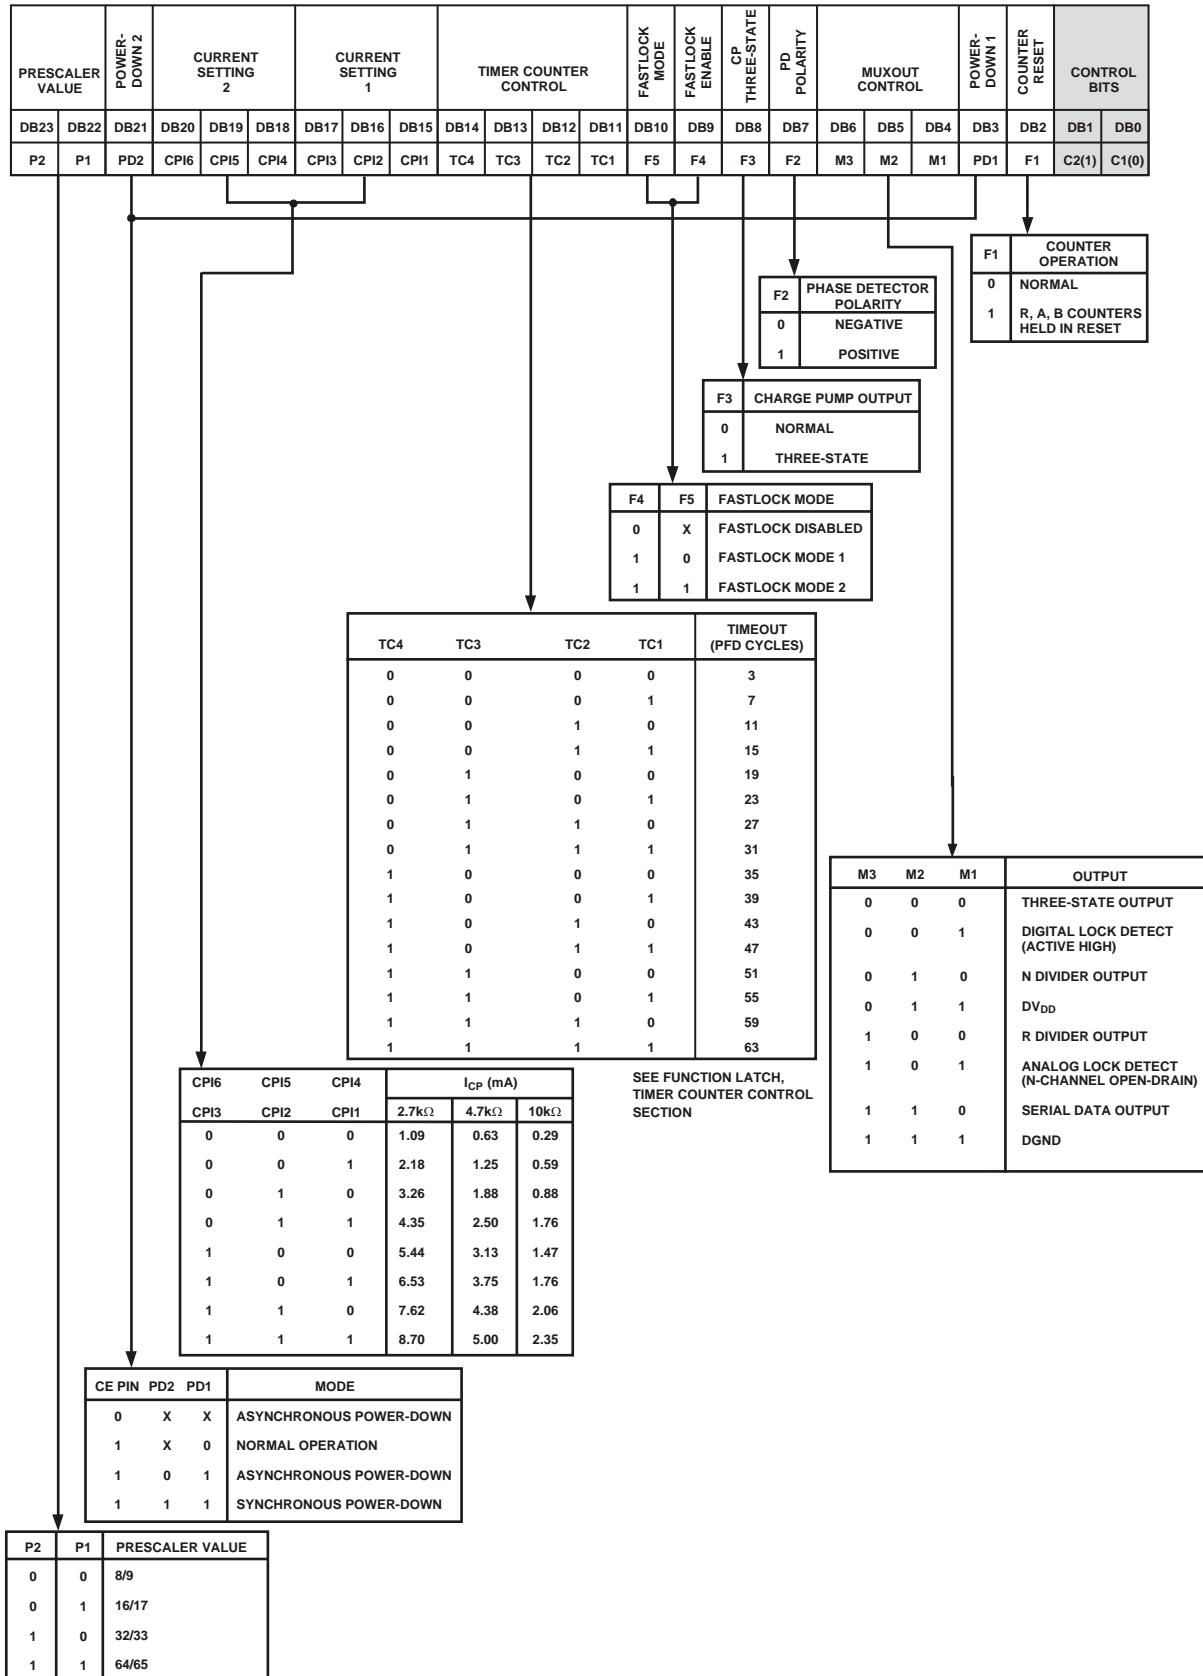 PRESCALER VALUE
POWER-DOWN 2
CURRENT SETTING 2
CURRENT SETTING 1
TIMER COUNTER CONTROL
FASTLOCK MODE
FASTLOCK ENABLE
CP THREE-STATE
PD POLARITY
MUXOUT CONTROL
POWER-DOWN 1
COUNTER RESET
CONTROL BITS
DB23 DB22 DB21 DB20 DB19 DB18 DB17 DB16 DB15 DB14 DB13 DB12 DB11 DB10 DB9 DB8 DB7 DB6 DB5 DB4 DB3 DB2 DB1 DB0
P2 P1 PD2 CPI6 CPI5 CPI4 CPI3 CPI2 CPI1 TC4 TC3 TC2 TC1 F5 F4 F3 F2 M3 M2 M1 PD1 F1 C2(1) C1(0)
F1 COUNTER OPERATION
0 NORMAL
1 R, A, B COUNTERS
HELD IN RESET
F2 PHASE DETECTOR POLARITY
0 NEGATIVE
1 POSITIVE
F3 CHARGE PUMP OUTPUT
0 NORMAL
1 THREE-STATE
F4 F5 FASTLOCK MODE
0 X FASTLOCK DISABLED
1 0 FASTLOCK MODE 1
1 1 FASTLOCK MODE 2
TC4 TC3 TC2 TC1 TIMEOUT (PFD CYCLES)
0 0 0 0 3
0 0 0 1 7
0 0 1 0 11
0 0 1 1 15
0 1 0 0 19
0 1 0 1 23
0 1 1 0 27
0 1 1 1 31
1 0 0 0 35
1 0 0 1 39
1 0 1 0 43
1 0 1 1 47
1 1 0 0 51
1 1 0 1 55
1 1 1 0 59
1 1 1 1 63
SEE FUNCTION LATCH,
TIMER COUNTER CONTROL
SECTION
M3 M2 M1 OUTPUT
0 0 0 THREE-STATE OUTPUT
0 0 1 DIGITAL LOCK DETECT
(ACTIVE HIGH)
0 1 0 N DIVIDER OUTPUT
0 1 1 DVDD
1 0 0 R DIVIDER OUTPUT
1 0 1 ANALOG LOCK DETECT
(N-CHANNEL OPEN-DRAIN)
1 1 0 SERIAL DATA OUTPUT
1 1 1 DGND
CPI6 CPI5 CPI4 ICP (mA)
CPI3 CPI2 CPI1 2.7kΩ 4.7kΩ 10kΩ
0 0 0 1.09 0.63 0.29
0 0 1 2.18 1.25 0.59
0 1 0 3.26 1.88 0.88
0 1 1 4.35 2.50 1.76
1 0 0 5.44 3.13 1.47
1 0 1 6.53 3.75 1.76
1 1 0 7.62 4.38 2.06
1 1 1 8.70 5.00 2.35
CE PIN PD2 PD1 MODE
0 X X ASYNCHRONOUS POWER-DOWN
1 X 0 NORMAL OPERATION
1 0 1 ASYNCHRONOUS POWER-DOWN
1 1 1 SYNCHRONOUS POWER-DOWN
P2 P1 PRESCALER VALUE
0 0 8/9
0 1 16/17
1 0 32/33
1 1 64/65